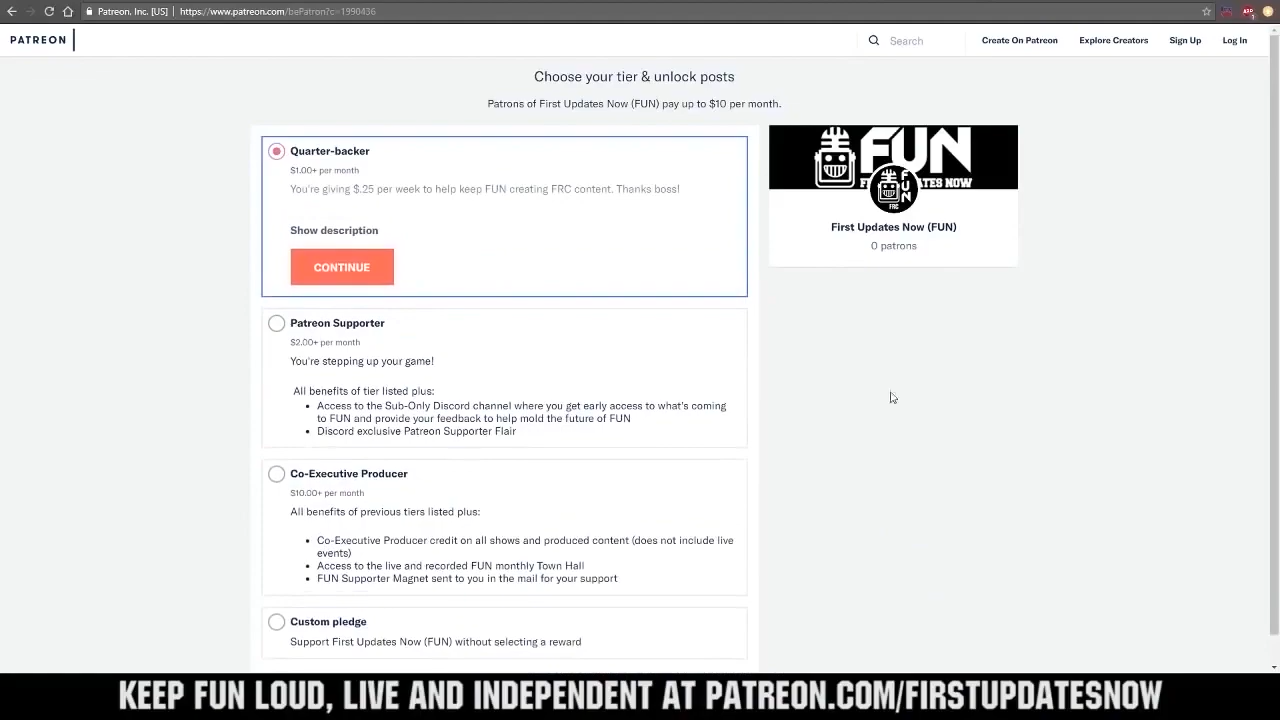 Patreon, Inc. [US] | https://www.patreon.com/bePatron?c=1990436
PATREON
Search
Create On Patreon
Explore Creators
Sign Up
Log In
Choose your tier & unlock posts
Patrons of First Updates Now (FUN) pay up to $10 per month.
Quarter-backer
$1.00+ per month
You're giving $.25 per week to help keep FUN creating FRC content. Thanks boss!
Show description
CONTINUE
Patreon Supporter
$2.00+ per month
You're stepping up your game!
All benefits of tier listed plus:
• Access to the Sub-Only Discord channel where you get early access to what's coming
to FUN and provide your feedback to help mold the future of FUN
• Discord exclusive Patreon Supporter Flair
Co-Executive Producer
$10.00+ per month
All benefits of previous tiers listed plus:
• Co-Executive Producer credit on all shows and produced content (does not include live
events)
• Access to the live and recorded FUN monthly Town Hall
• FUN Supporter Magnet sent to you in the mail for your support
Custom pledge
Support First Updates Now (FUN) without selecting a reward
FUN
FUN
FRC
First Updates Now (FUN)
0 patrons
KEEP FUN LOUD, LIVE AND INDEPENDENT AT PATREON.COM/FIRSTUPDATESNOW